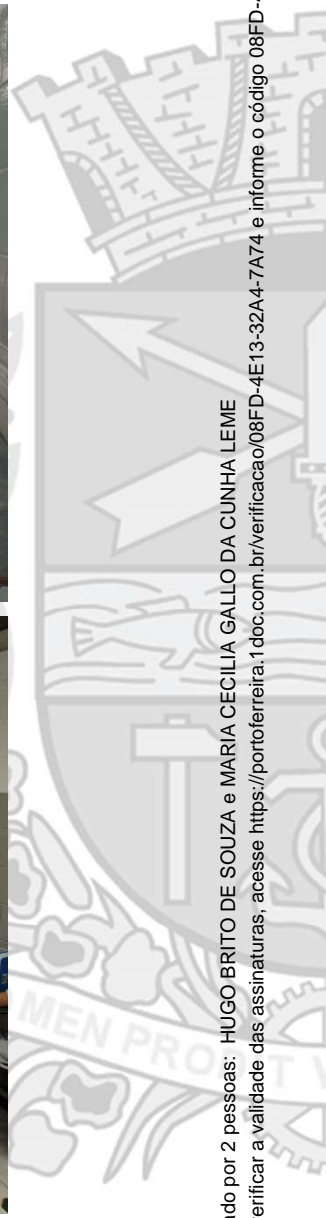 do por 2 pessoas: HUGO BRITO DE SOUZA e MARIA CECILIA GALLO DA CUNHA LEME
verificar a validade das assinaturas, acesse https://portoferreira.1doc.com.br/verificacao/08FD-4E13-32A4-7A74 e informe o código 08FD-
MEN PRO
T V